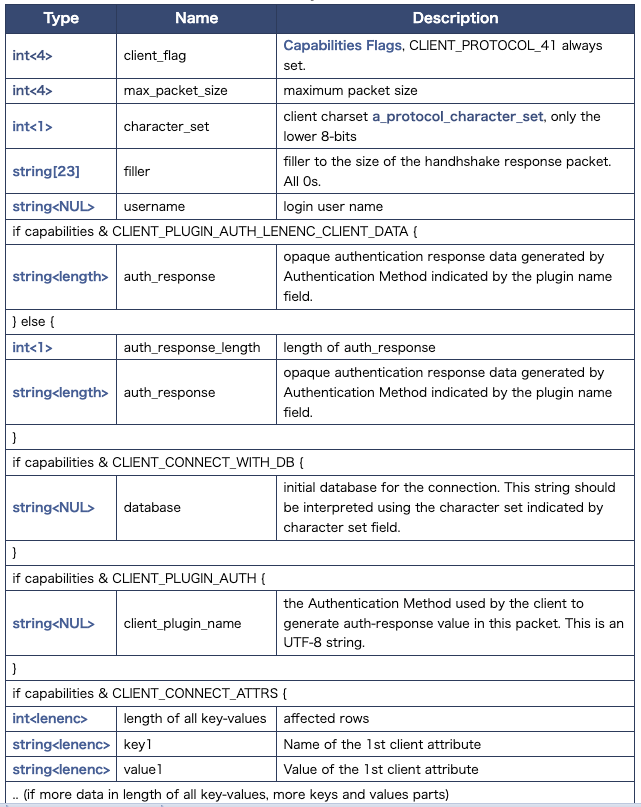 Type Name Description
int<4> client_flag Capabilities Flags, CLIENT_PROTOCOL_41 always
set.
int<4> max_packet_size maximum packet size
int<1> character_set client charset a_protocol_character_set, only the
lower 8-bits
string[23] filler filler to the size of the handhshake response packet.
All 0s.
string<NUL> username login user name
if capabilities & CLIENT_PLUGIN_AUTH_LENENC_CLIENT_DATA {
string<length> auth_response opaque authentication response data generated by
Authentication Method indicated by the plugin name
field.
} else {
int<1> auth_response_length length of auth_response
string<length> auth_response opaque authentication response data generated by
Authentication Method indicated by the plugin name
field.
}
if capabilities & CLIENT_CONNECT_WITH_DB {
string<NUL> database initial database for the connection. This string should
be interpreted using the character set indicated by
character set field.
}
if capabilities & CLIENT_PLUGIN_AUTH {
string<NUL> client_plugin_name the Authentication Method used by the client to
generate auth-response value in this packet. This is an
UTF-8 string.
}
if capabilities & CLIENT_CONNECT_ATTRS {
int<lenenc> length of all key-values affected rows
string<lenenc> key1 Name of the 1st client attribute
string<lenenc> value1 Value of the 1st client attribute
.. (if more data in length of all key-values, more keys and values parts)